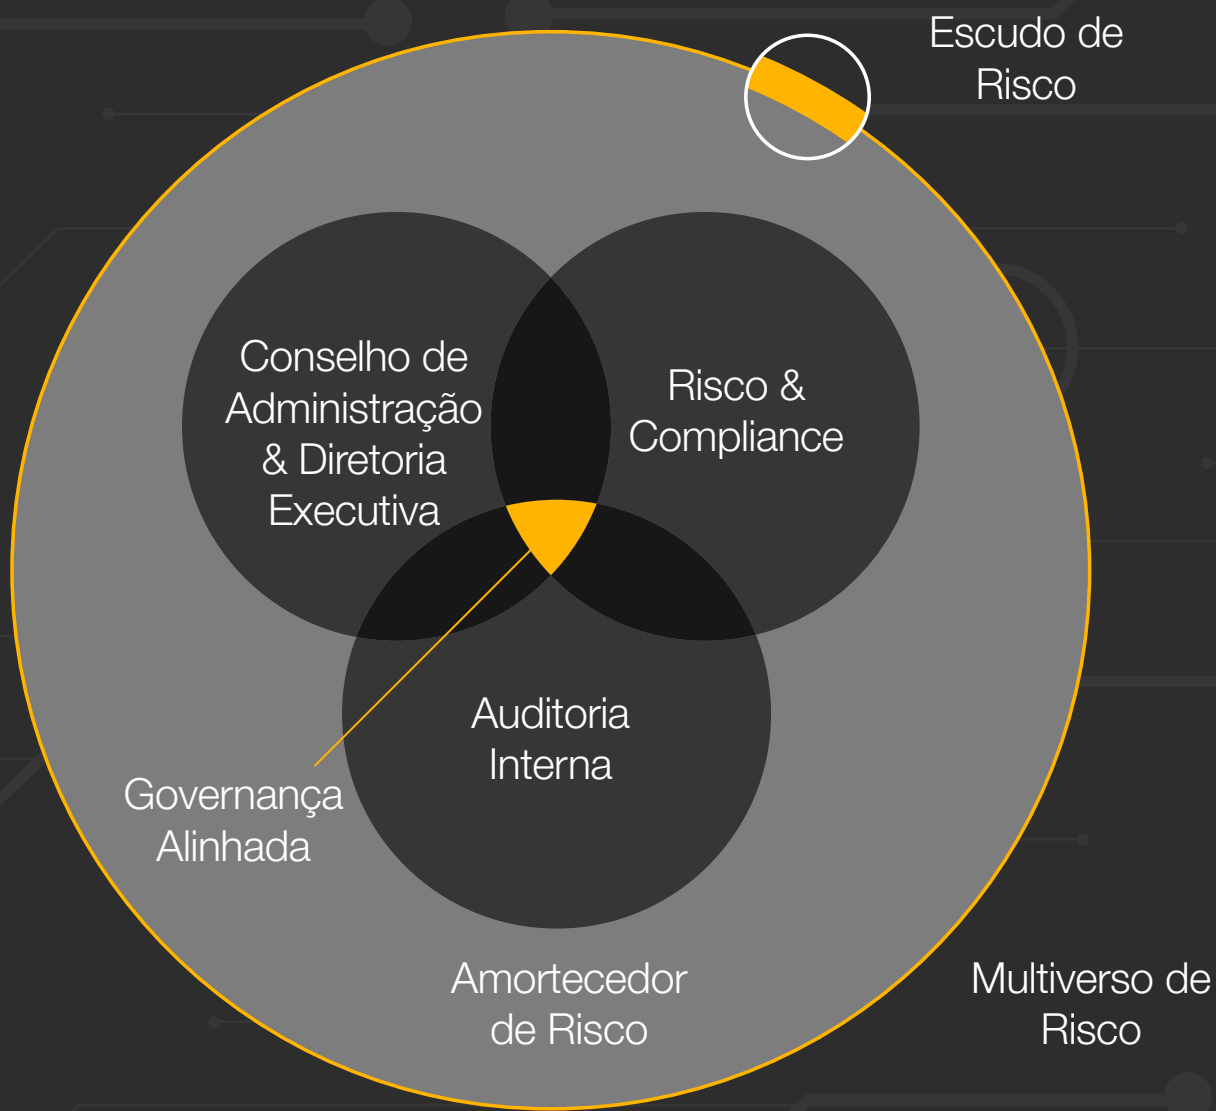 Escudo de
Risco
Conselho de
Administração
& Diretoria
Executiva
Risco &
Compliance
Auditoria
Interna
Governança
Alinhada
Amortecedor
de Risco
Multiverso de
Risco